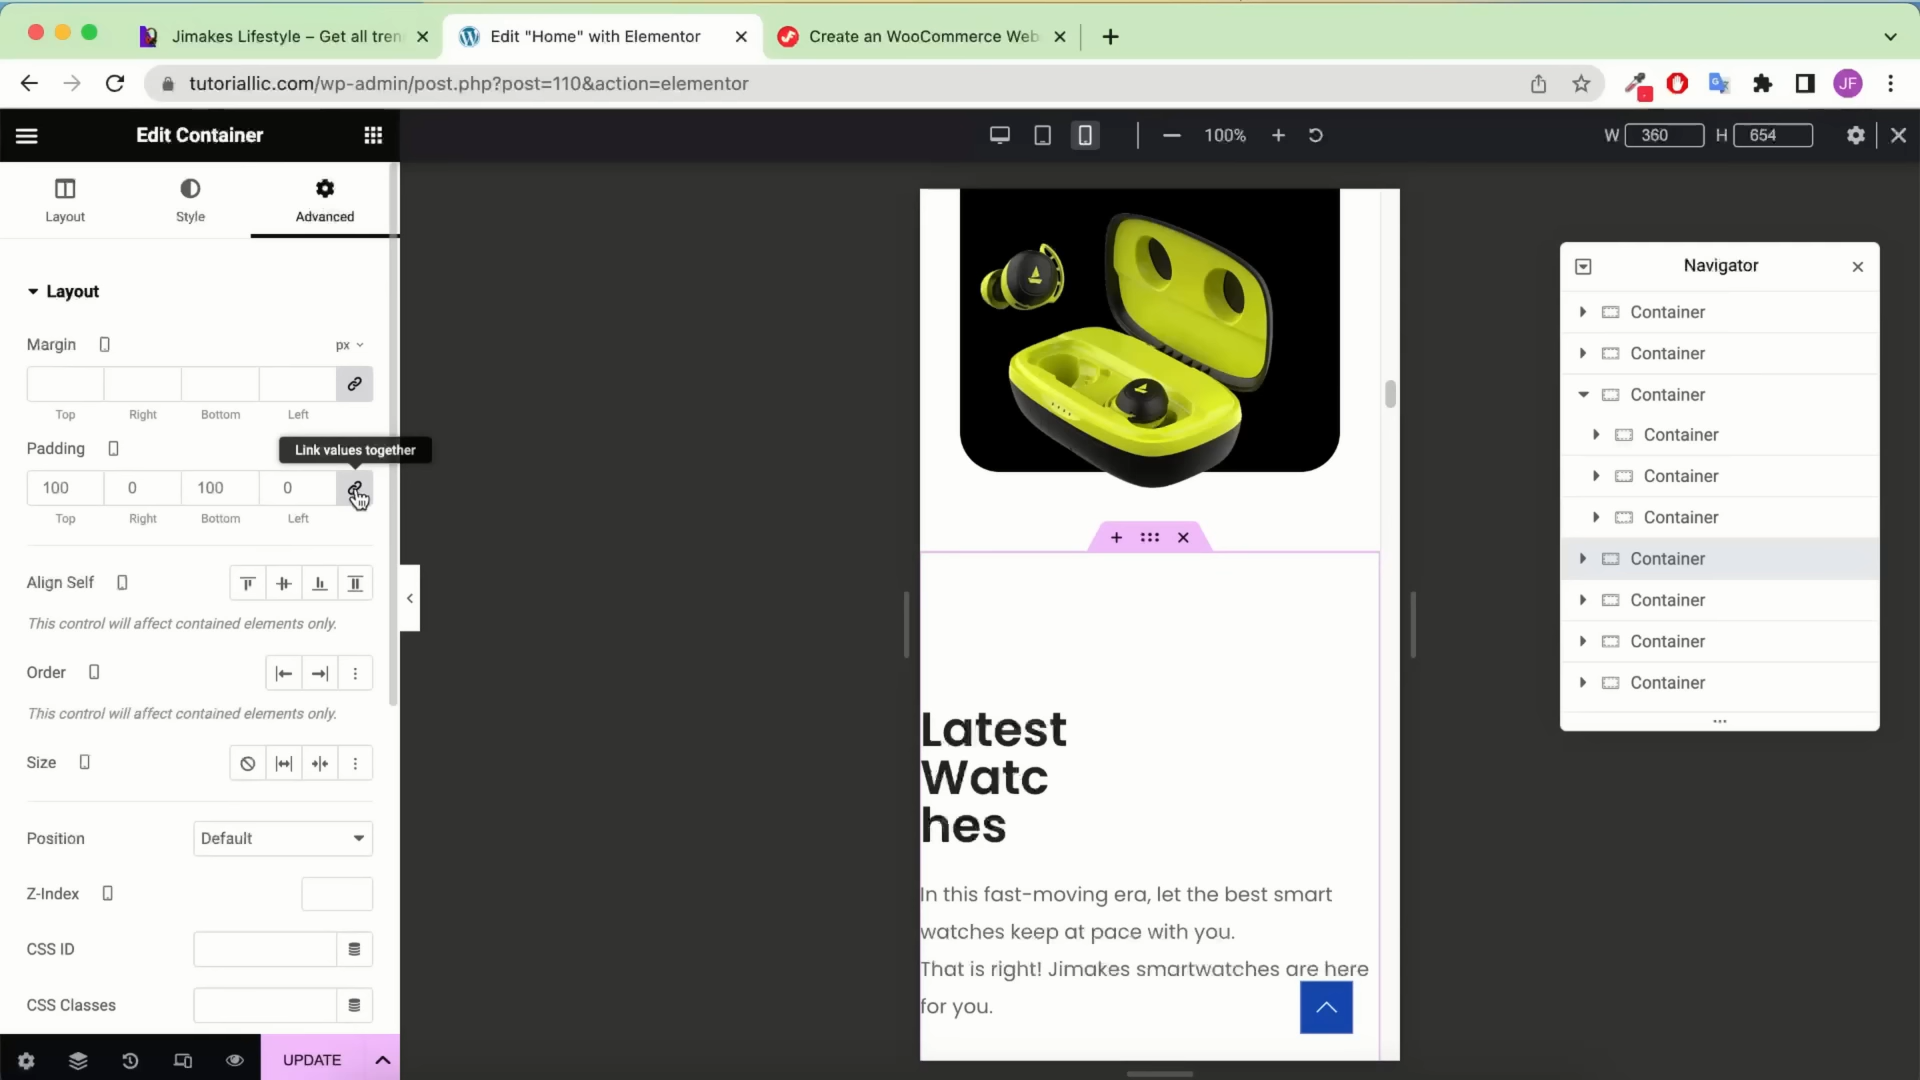 Jimakes Lifestyle – Get all tren
Edit "Home" with Elementor
Create an WooCommerce Web
tutoriallic.com/wp-admin/post.php?post=110&action=elementor
JF
Edit Container
100%
W 360 H 654
Layout
Style
Advanced
Layout
Margin
px
Top Right Bottom Left
Padding
Link values together
100 0 100 0
Top Right Bottom Left
Align Self
This control will affect contained elements only.
Order
This control will affect contained elements only.
Size
Position
Default
Z-Index
CSS ID
CSS Classes
UPDATE
Latest
Watc
hes
In this fast-moving era, let the best smart
watches keep at pace with you.
That is right! Jimakes smartwatches are here
for you.
Navigator
Container
Container
Container
Container
Container
Container
Container
Container
Container
Container